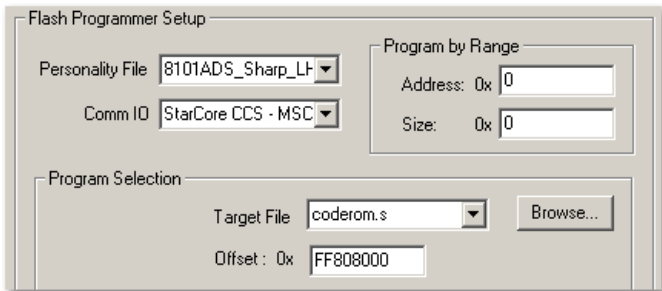 Flash Programmer Setup
Personality File 8101ADS_Sharp_LH
Comm IO StarCore CCS - MSC
Program by Range
Address: 0x 0
Size: 0x 0
Program Selection
Target File coderom.s Browse...
Offset : 0x FF808000